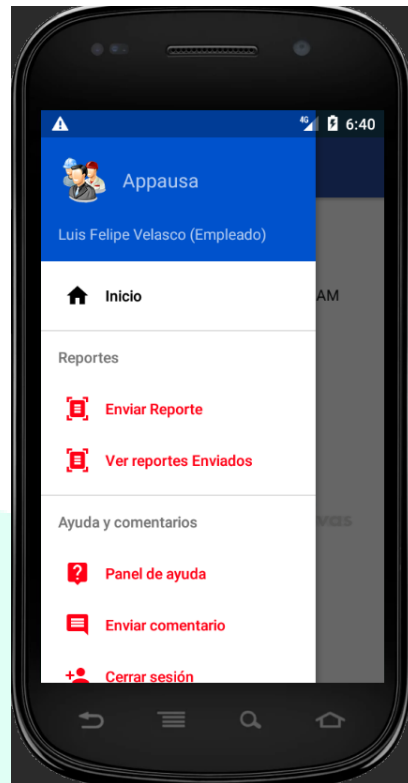 4G 6:40
Appausa
Luis Felipe Velasco (Empleado)
Inicio
AM
Reportes
Enviar Reporte
Ver reportes Enviados
Ayuda y comentarios
Panel de ayuda
Enviar comentario
Cerrar sesión